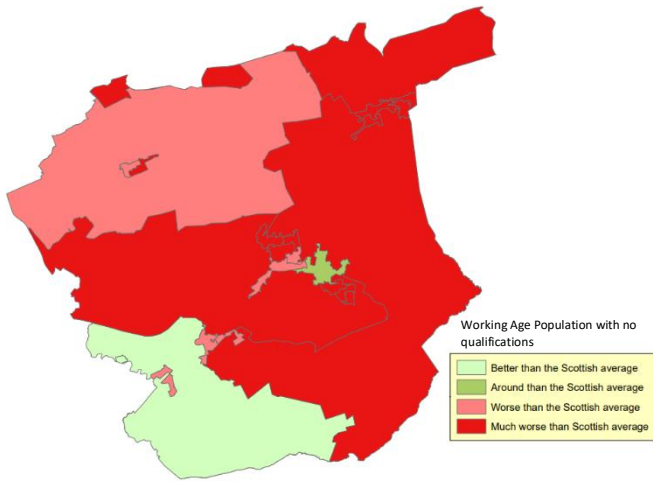 Working Age Population with no
qualifications
Better than the Scottish average
Around than the Scottish average
Worse than the Scottish average
Much worse than Scottish average